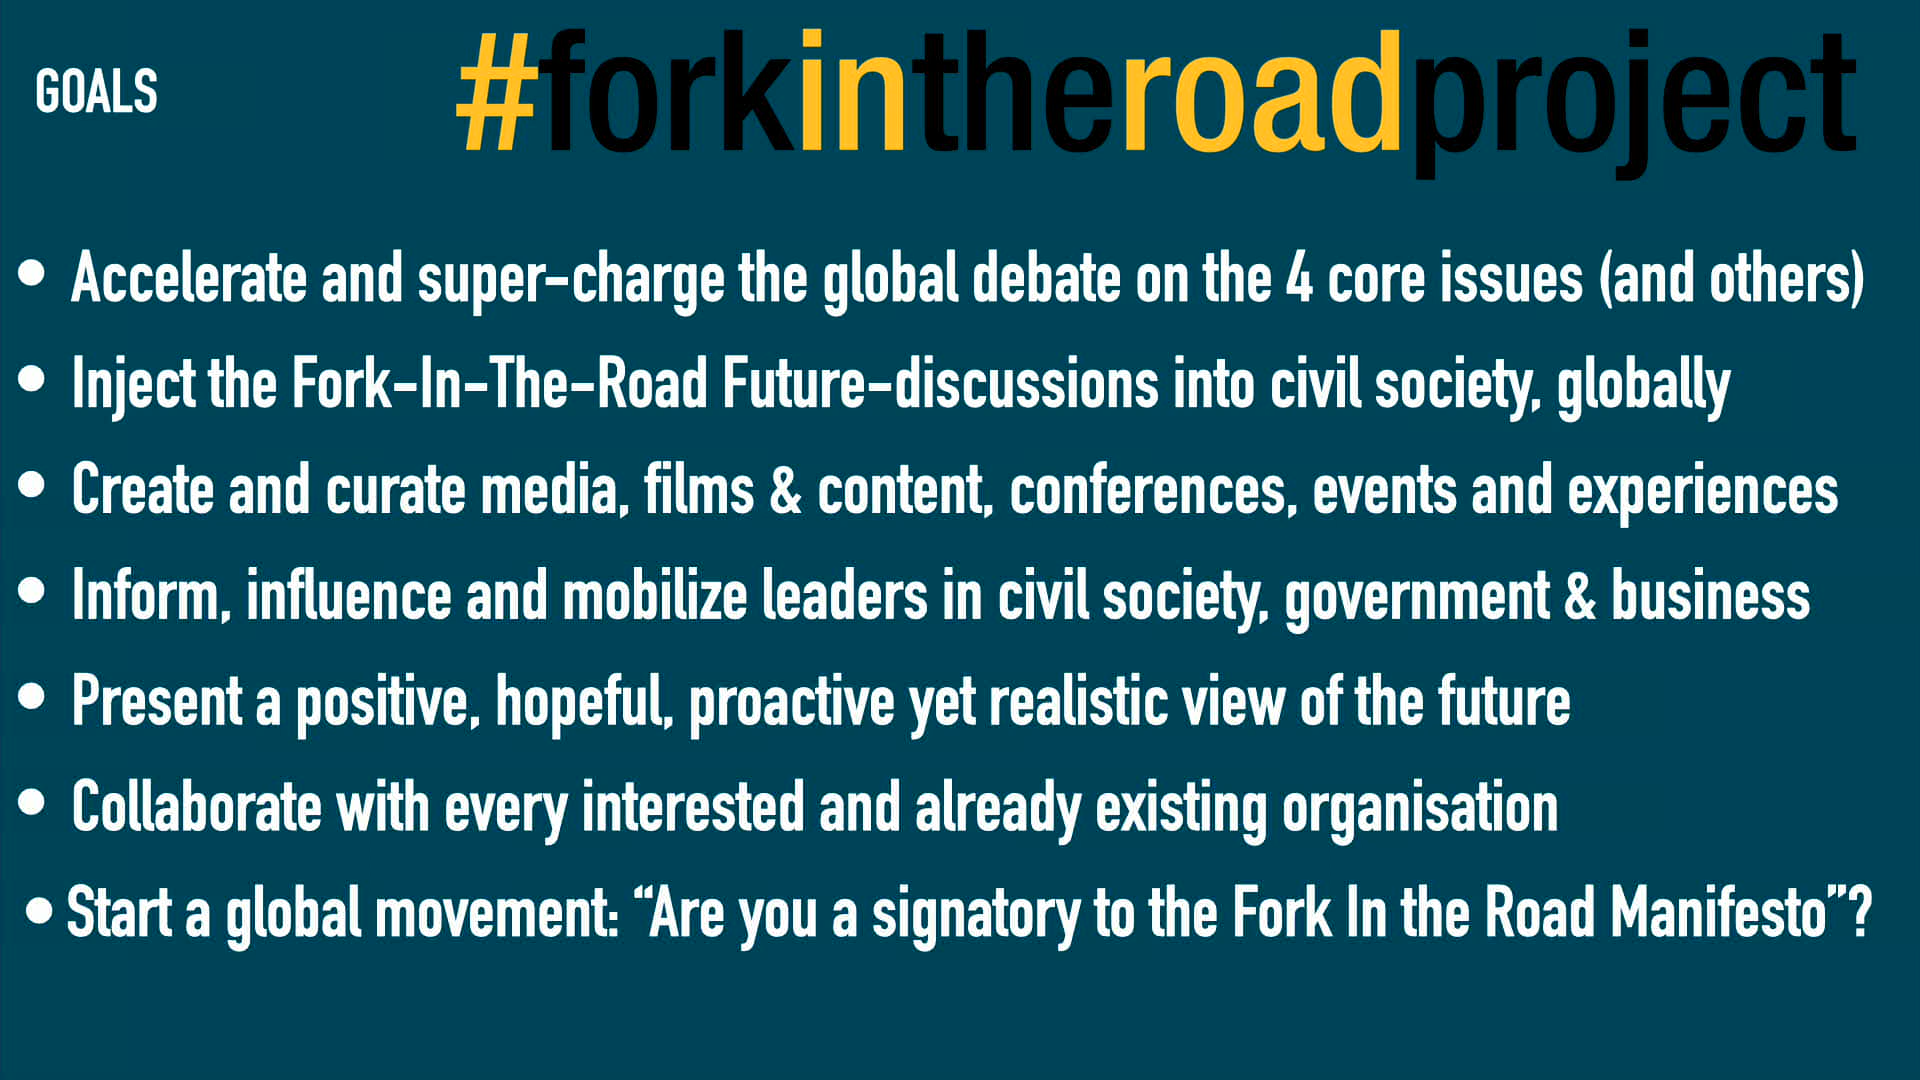 GOALS
#forkintheroadproject
• Accelerate and super-charge the global debate on the 4 core issues (and others)
• Inject the Fork-In-The-Road Future-discussions into civil society, globally
• Create and curate media, films & content, conferences, events and experiences
• Inform, influence and mobilize leaders in civil society, government & business
• Present a positive, hopeful, proactive yet realistic view of the future
• Collaborate with every interested and already existing organisation
• Start a global movement: “Are you a signatory to the Fork In the Road Manifesto”?